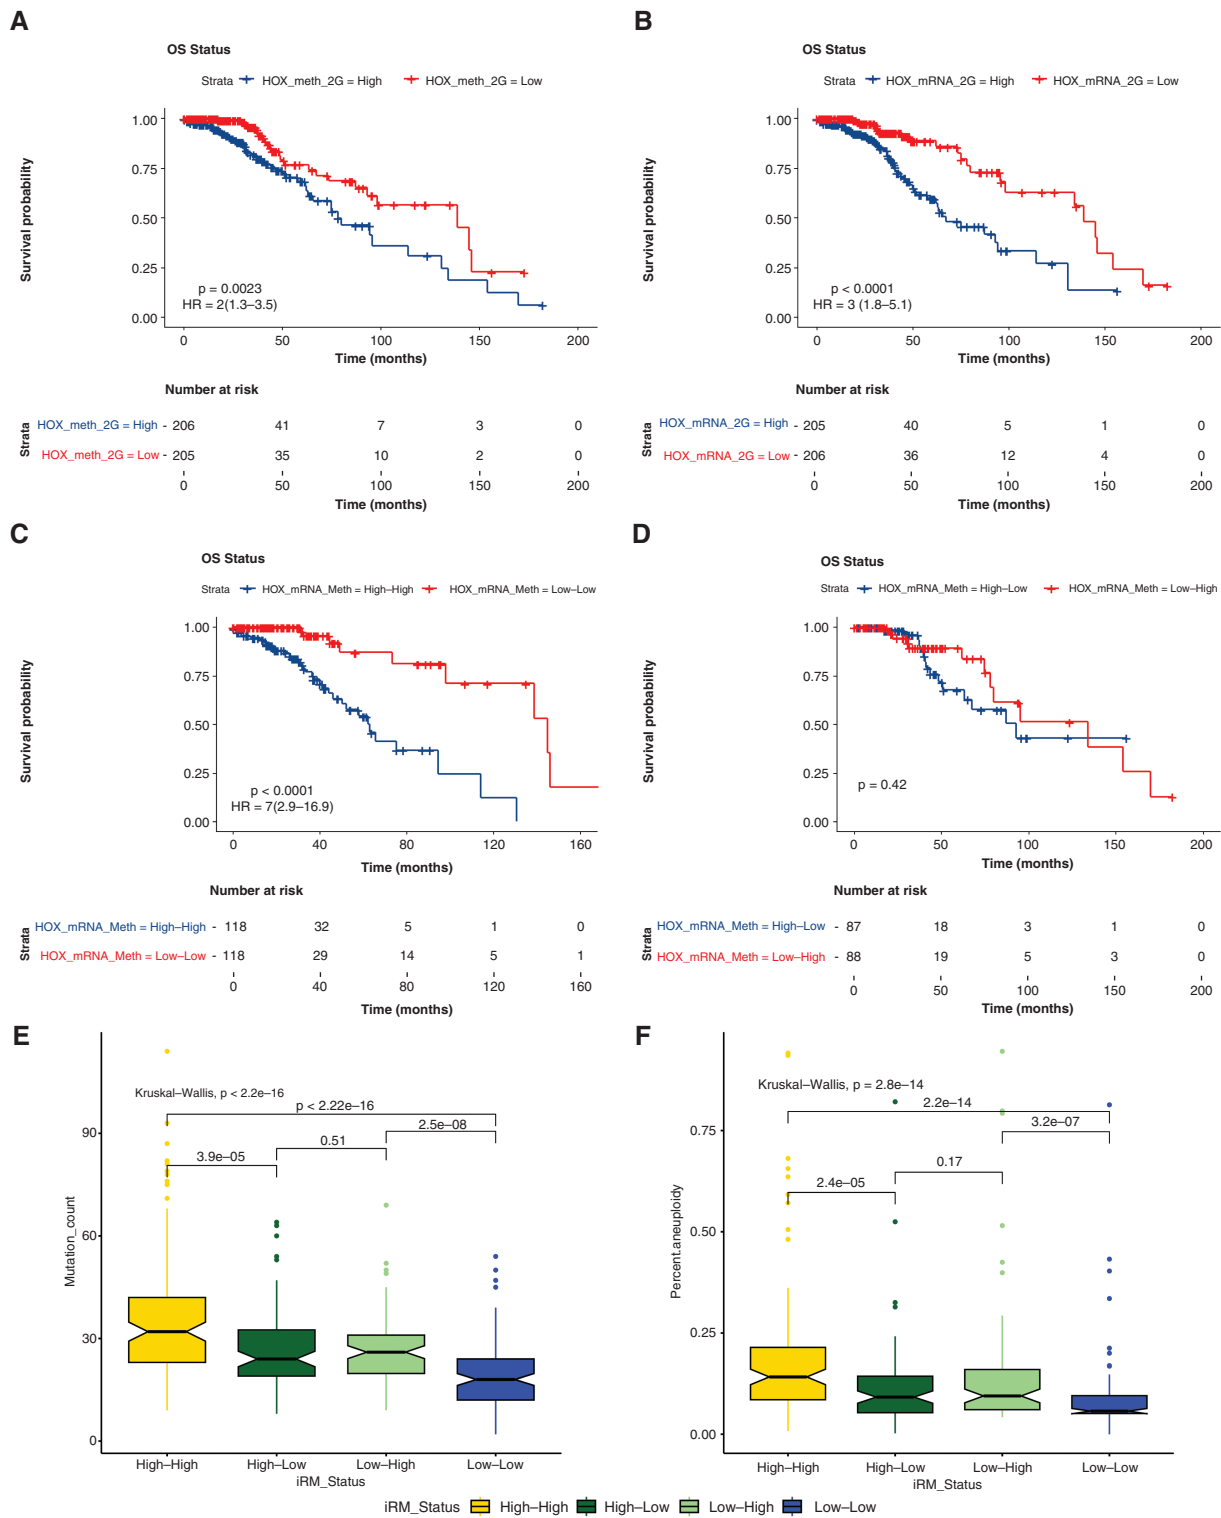 A
OS Status
Strata HOX_meth_2G = High HOX_meth_2G = Low
1.00
0.75
0.50
0.25
0.00
Survival probability
p = 0.0023
HR = 2(1.3–3.5)
0 50 100 150 200
Time (months)
Number at risk
Strata
HOX_meth_2G = High - 206 41 7 3 0
HOX_meth_2G = Low - 205 35 10 2 0
0 50 100 150 200
Time (months)
B
OS Status
Strata HOX_mRNA_2G = High HOX_mRNA_2G = Low
1.00
0.75
0.50
0.25
0.00
Survival probability
p < 0.0001
HR = 3 (1.8–5.1)
0 50 100 150 200
Time (months)
Number at risk
Strata
HOX_mRNA_2G = High - 205 40 5 1 0
HOX_mRNA_2G = Low - 206 36 12 4 0
0 50 100 150 200
Time (months)
C
OS Status
Strata HOX_mRNA_Meth = High–High HOX_mRNA_Meth = Low–Low
1.00
0.75
0.50
0.25
0.00
Survival probability
p < 0.0001
HR = 7(2.9–16.9)
0 40 80 120 160
Time (months)
Number at risk
Strata
HOX_mRNA_Meth = High–High - 118 32 5 1 0
HOX_mRNA_Meth = Low–Low - 118 29 14 5 1
0 40 80 120 160
Time (months)
D
OS Status
Strata HOX_mRNA_Meth = High–Low HOX_mRNA_Meth = Low–High
1.00
0.75
0.50
0.25
0.00
Survival probability
p = 0.42
0 50 100 150 200
Time (months)
Number at risk
Strata
HOX_mRNA_Meth = High–Low - 87 18 3 1 0
HOX_mRNA_Meth = Low–High - 88 19 5 3 0
0 50 100 150 200
Time (months)
E
Kruskal–Wallis, p < 2.2e–16
p < 2.22e–16
2.5e–08
0.51
3.9e–05
90
60
30
0
Mutation_count
High–High High–Low Low–High Low–Low
iRM_Status
F
Kruskal–Wallis, p = 2.8e–14
2.2e–14
3.2e–07
0.17
2.4e–05
0.75
0.50
0.25
0.00
Percent.aneuploidy
High–High High–Low Low–High Low–Low
iRM_Status
iRM_Status High–High High–Low Low–High Low–Low